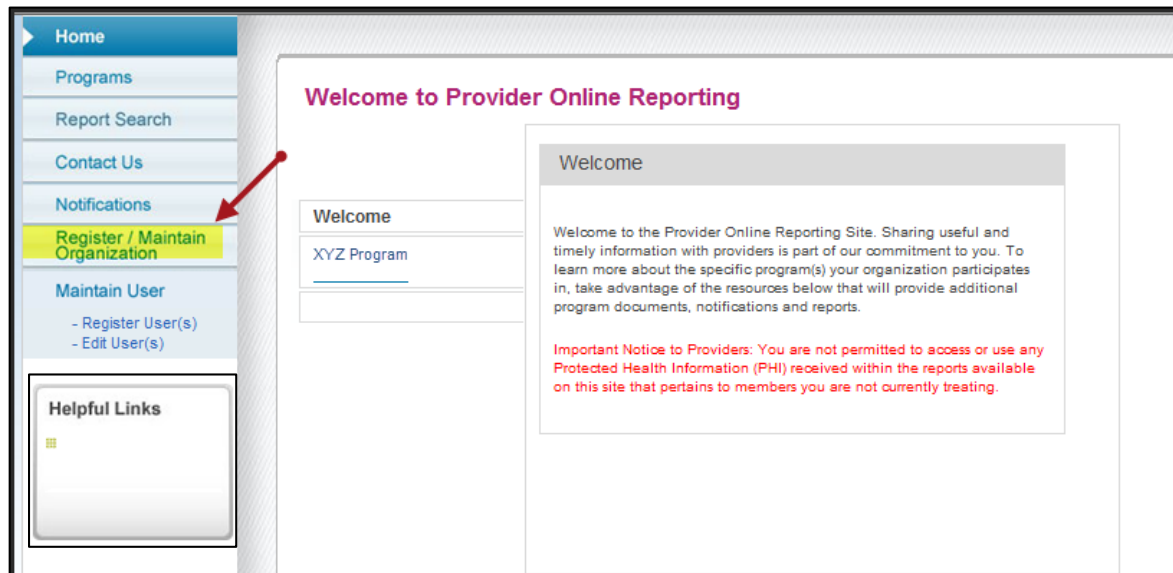 Home
Programs
Report Search
Contact Us
Notifications
Register / Maintain
Organization
Maintain User
- Register User(s)
- Edit User(s)
Helpful Links
Welcome to Provider Online Reporting
Welcome
XYZ Program
Welcome
Welcome to the Provider Online Reporting Site. Sharing useful and
timely information with providers is part of our commitment to you. To
learn more about the specific program(s) your organization participates
in, take advantage of the resources below that will provide additional
program documents, notifications and reports.
Important Notice to Providers: You are not permitted to access or use any
Protected Health Information (PHI) received within the reports available
on this site that pertains to members you are not currently treating.